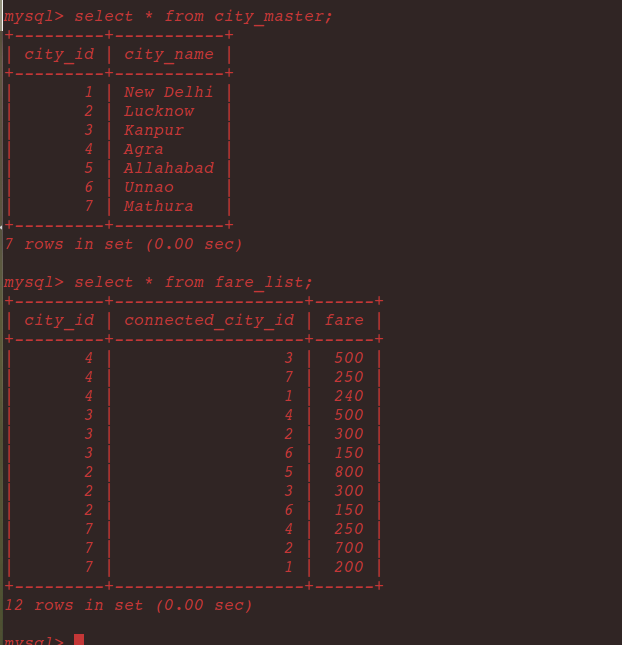 mysql> select * from city_master;
+---------+-----------+
| city_id | city_name |
+---------+-----------+
|       1 | New Delhi |
|       2 | Lucknow   |
|       3 | Kanpur    |
|       4 | Agra      |
|       5 | Allahabad |
|       6 | Unnao     |
|       7 | Mathura   |
+---------+-----------+
7 rows in set (0.00 sec)
mysql> select * from fare_list;
+---------+-------------------+------+
| city_id | connected_city_id | fare |
+---------+-------------------+------+
|       4 |                 3 |  500 |
|       4 |                 7 |  250 |
|       4 |                 1 |  240 |
|       3 |                 4 |  500 |
|       3 |                 2 |  300 |
|       3 |                 6 |  150 |
|       2 |                 5 |  800 |
|       2 |                 3 |  300 |
|       2 |                 6 |  150 |
|       7 |                 4 |  250 |
|       7 |                 2 |  700 |
|       7 |                 1 |  200 |
+---------+-------------------+------+
12 rows in set (0.00 sec)
mysql>